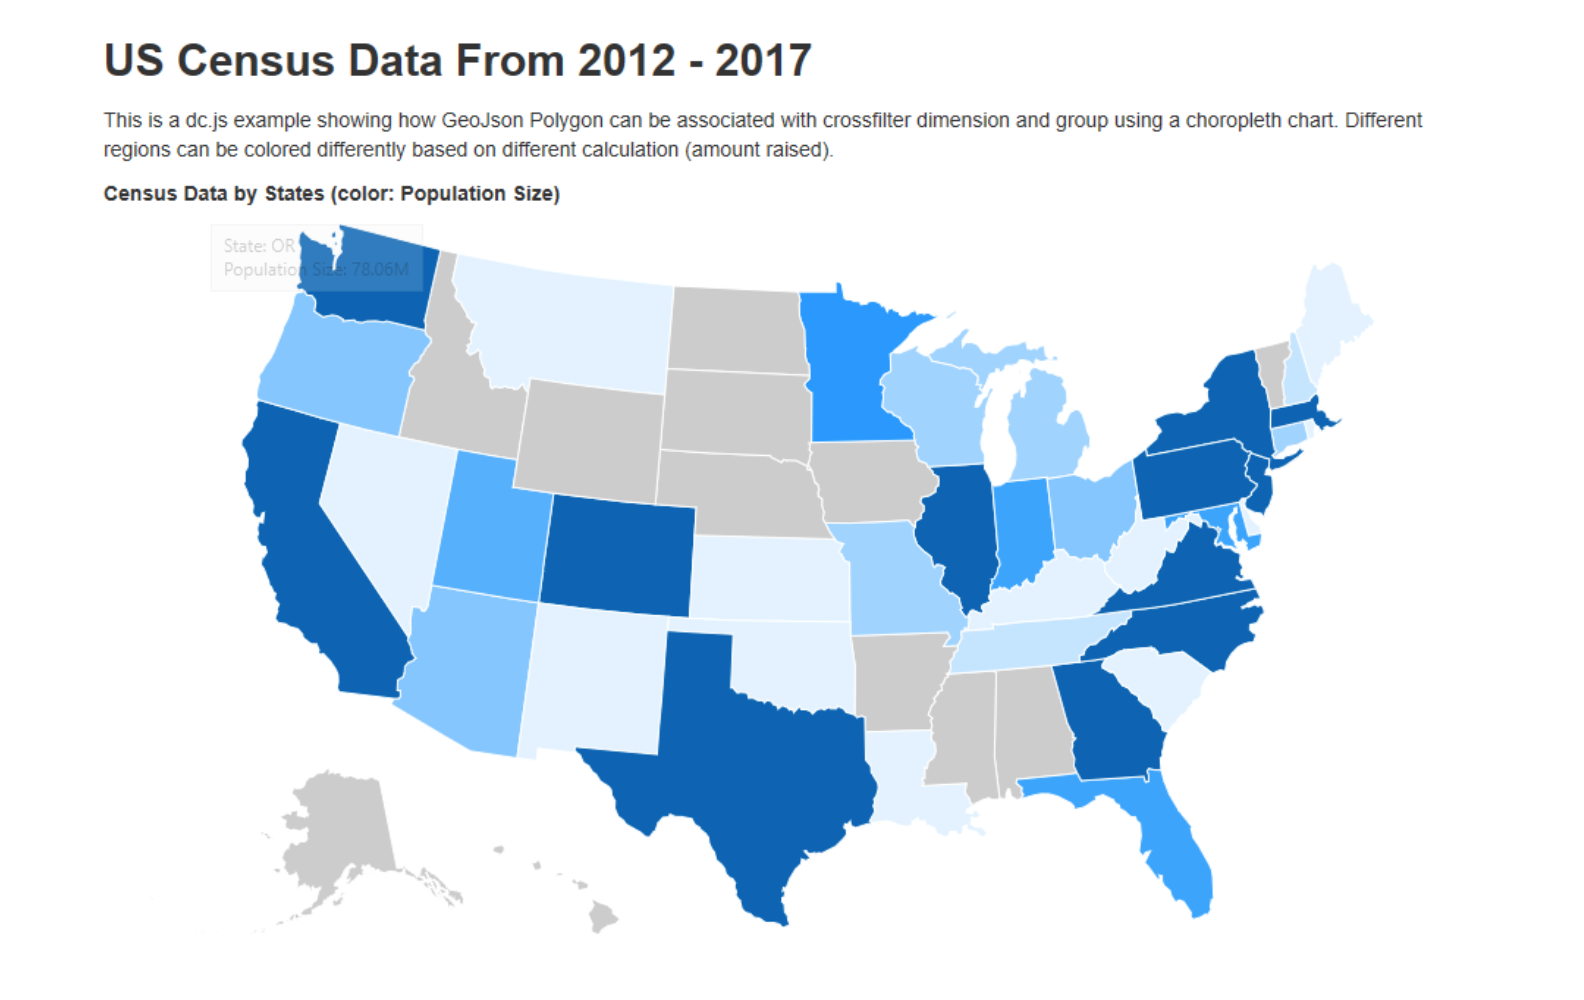 US Census Data From 2012 - 2017
This is a dc.js example showing how GeoJson Polygon can be associated with crossfilter dimension and group using a choropleth chart. Different
regions can be colored differently based on different calculation (amount raised).
Census Data by States (color: Population Size)
State: OR
Population Size: 78.06M